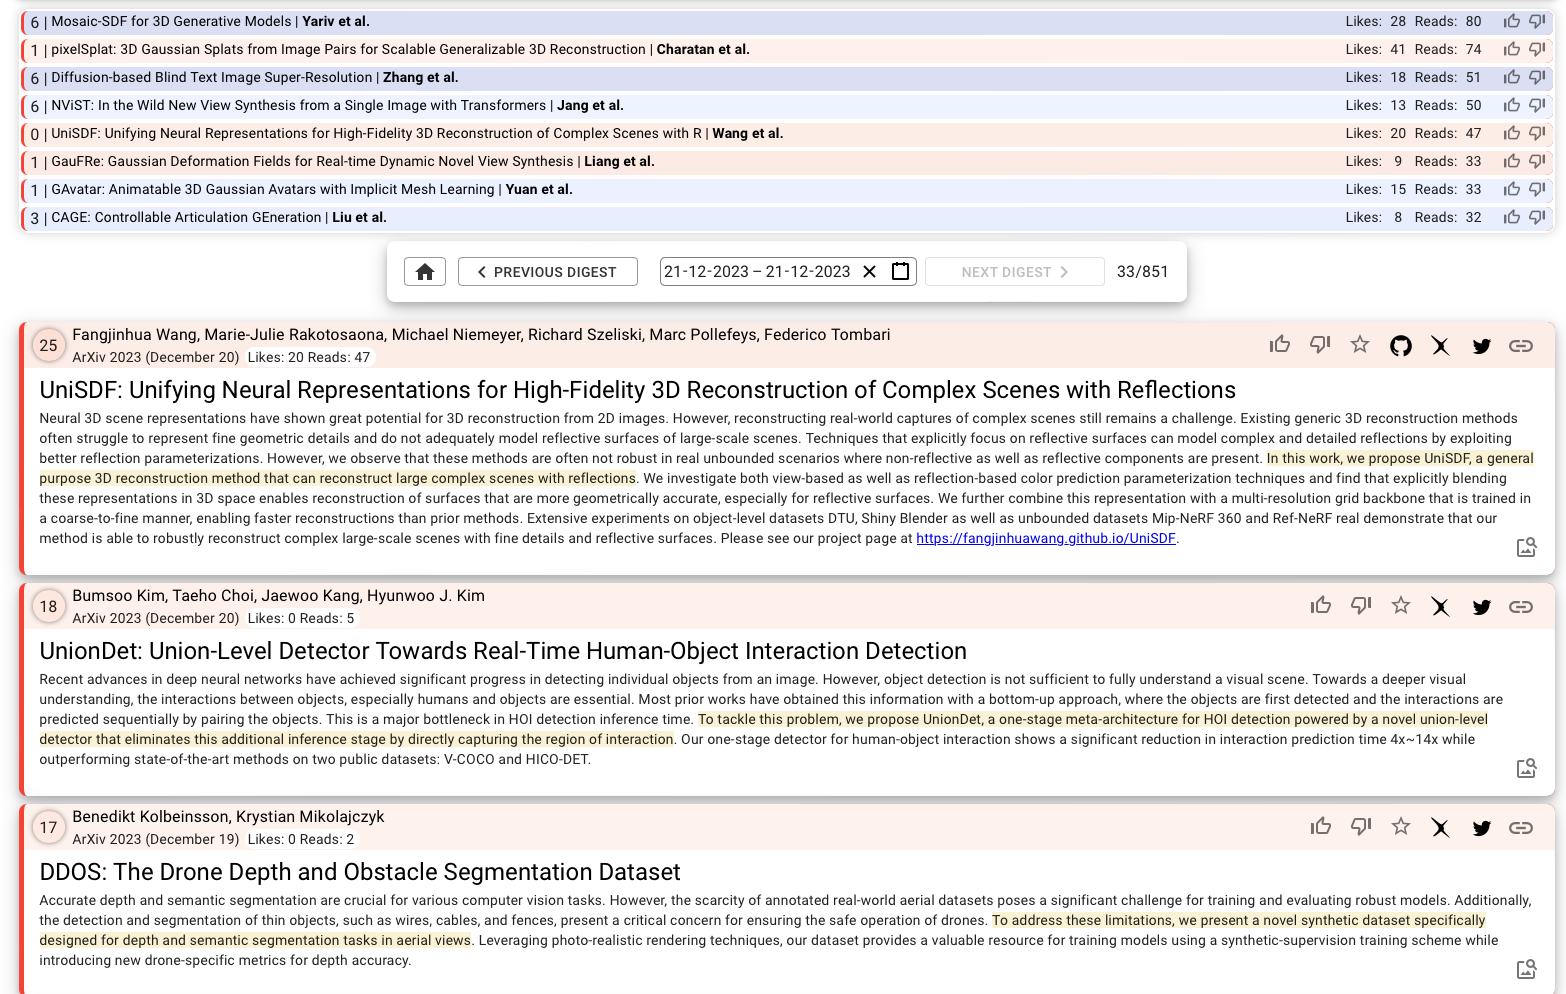 6 | Mosaic-SDF for 3D Generative Models | Yariv et al. Likes: 28 Reads: 80
1 | pixelSplat: 3D Gaussian Splats from Image Pairs for Scalable Generalizable 3D Reconstruction | Charatan et al. Likes: 41 Reads: 74
6 | Diffusion-based Blind Text Image Super-Resolution | Zhang et al. Likes: 18 Reads: 51
6 | NViST: In the Wild New View Synthesis from a Single Image with Transformers | Jang et al. Likes: 13 Reads: 50
0 | UniSDF: Unifying Neural Representations for High-Fidelity 3D Reconstruction of Complex Scenes with R | Wang et al. Likes: 20 Reads: 47
1 | GauFRe: Gaussian Deformation Fields for Real-time Dynamic Novel View Synthesis | Liang et al. Likes: 9 Reads: 33
1 | GAvatar: Animatable 3D Gaussian Avatars with Implicit Mesh Learning | Yuan et al. Likes: 15 Reads: 33
3 | CAGE: Controllable Articulation GEneration | Liu et al. Likes: 8 Reads: 32
PREVIOUS DIGEST 21-12-2023 – 21-12-2023 NEXT DIGEST 33/851
25 Fangjinhua Wang, Marie-Julie Rakotosaona, Michael Niemeyer, Richard Szeliski, Marc Pollefeys, Federico Tombari
ArXiv 2023 (December 20) Likes: 20 Reads: 47
UniSDF: Unifying Neural Representations for High-Fidelity 3D Reconstruction of Complex Scenes with Reflections
Neural 3D scene representations have shown great potential for 3D reconstruction from 2D images. However, reconstructing real-world captures of complex scenes still remains a challenge. Existing generic 3D reconstruction methods
often struggle to represent fine geometric details and do not adequately model reflective surfaces of large-scale scenes. Techniques that explicitly focus on reflective surfaces can model complex and detailed reflections by exploiting
better reflection parameterizations. However, we observe that these methods are often not robust in real unbounded scenarios where non-reflective as well as reflective components are present. In this work, we propose UniSDF, a general
purpose 3D reconstruction method that can reconstruct large complex scenes with reflections. We investigate both view-based as well as reflection-based color prediction parameterization techniques and find that explicitly blending
these representations in 3D space enables reconstruction of surfaces that are more geometrically accurate, especially for reflective surfaces. We further combine this representation with a multi-resolution grid backbone that is trained in
a coarse-to-fine manner, enabling faster reconstructions than prior methods. Extensive experiments on object-level datasets DTU, Shiny Blender as well as unbounded datasets Mip-NeRF 360 and Ref-NeRF real demonstrate that our
method is able to robustly reconstruct complex large-scale scenes with fine details and reflective surfaces. Please see our project page at https://fangjinhuawang.github.io/UniSDF.
18 Bumsoo Kim, Taeho Choi, Jaewoo Kang, Hyunwoo J. Kim
ArXiv 2023 (December 20) Likes: 0 Reads: 5
UnionDet: Union-Level Detector Towards Real-Time Human-Object Interaction Detection
Recent advances in deep neural networks have achieved significant progress in detecting individual objects from an image. However, object detection is not sufficient to fully understand a visual scene. Towards a deeper visual
understanding, the interactions between objects, especially humans and objects are essential. Most prior works have obtained this information with a bottom-up approach, where the objects are first detected and the interactions are
predicted sequentially by pairing the objects. This is a major bottleneck in HOI detection inference time. To tackle this problem, we propose UnionDet, a one-stage meta-architecture for HOI detection powered by a novel union-level
detector that eliminates this additional inference stage by directly capturing the region of interaction. Our one-stage detector for human-object interaction shows a significant reduction in interaction prediction time 4x~14x while
outperforming state-of-the-art methods on two public datasets: V-COCO and HICO-DET.
17 Benedikt Kolbeinsson, Krystian Mikolajczyk
ArXiv 2023 (December 19) Likes: 0 Reads: 2
DDOS: The Drone Depth and Obstacle Segmentation Dataset
Accurate depth and semantic segmentation are crucial for various computer vision tasks. However, the scarcity of annotated real-world aerial datasets poses a significant challenge for training and evaluating robust models. Additionally,
the detection and segmentation of thin objects, such as wires, cables, and fences, present a critical concern for ensuring the safe operation of drones. To address these limitations, we present a novel synthetic dataset specifically
designed for depth and semantic segmentation tasks in aerial views. Leveraging photo-realistic rendering techniques, our dataset provides a valuable resource for training models using a synthetic-supervision training scheme while
introducing new drone-specific metrics for depth accuracy.